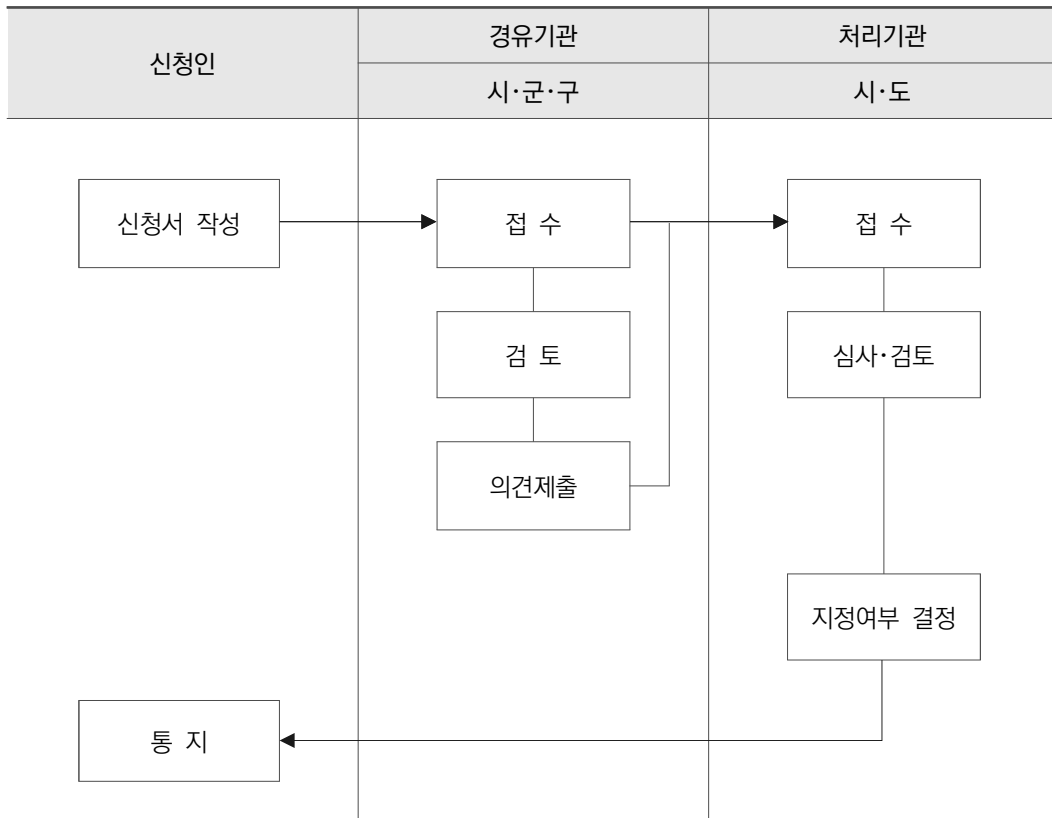 신청인
경유기관
처리기관
시·군·구
시·도
신청서 작성
접 수
접 수
검 토
심사·검토
의견제출
지정여부 결정
통 지